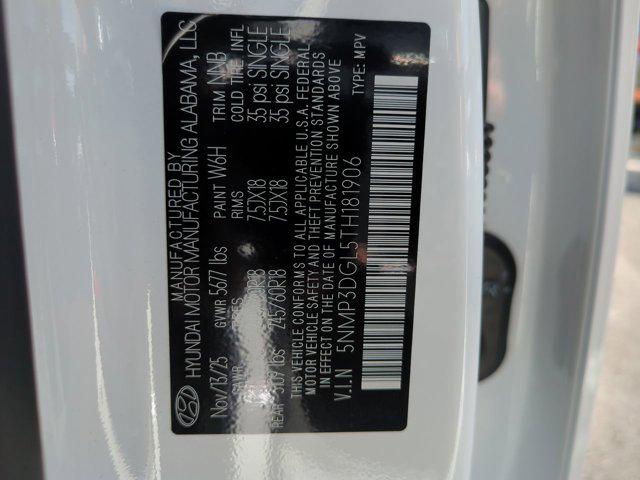 MANUFACTURED BY
HYUNDAI MOTOR MANUFACTURING ALABAMA, LLC
Nov/13/25 GVWR 5677 lbs PAINT W6H TRIM NNB
GAWR TIRES RIMS COLD TIRE INFL
7.5JX18 35 psi SINGLE
REAR 3107 lbs 245/60R18 7.5JX18 35 psi SINGLE
THIS VEHICLE CONFORMS TO ALL APPLICABLE U.S.A. FEDERAL
MOTOR VEHICLE SAFETY AND THEFT PREVENTION STANDARDS
IN EFFECT ON THE DATE OF MANUFACTURE SHOWN ABOVE
V.I.N 5NMP3DGL5TH181906 TYPE: MPV